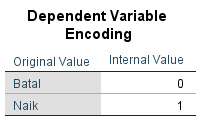 Dependent Variable
Encoding
Original Value Internal Value
Batal 0
Naik 1